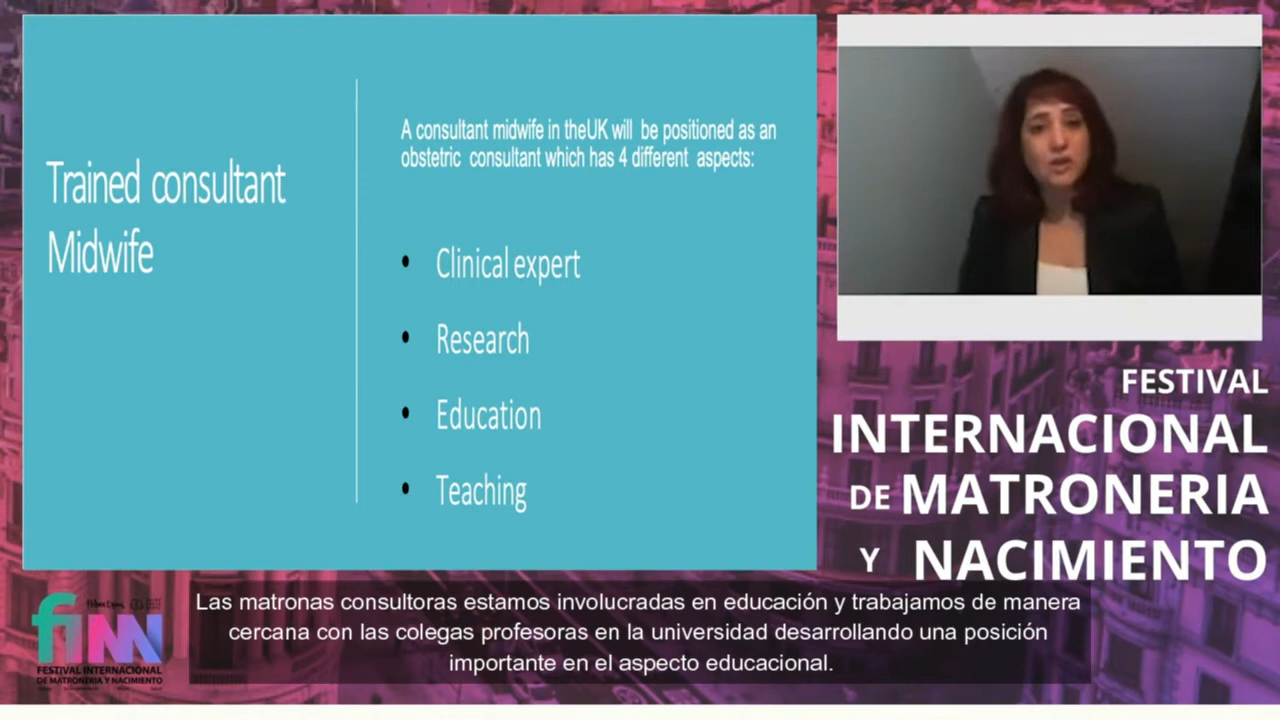 Trained consultant
Midwife
A consultant midwife in theUK will be positioned as an
obstetric consultant which has 4 different aspects:
• Clinical expert
• Research
• Education
• Teaching
FESTIVAL
INTERNACIONAL
DE MATRONERIA
Y NACIMIENTO
FESTIVAL INTERNACIONAL
DE MATRONERIA Y NACIMIENTO
Las matronas consultoras estamos involucradas en educación y trabajamos de manera
cercana con las colegas profesoras en la universidad desarrollando una posición
importante en el aspecto educacional.